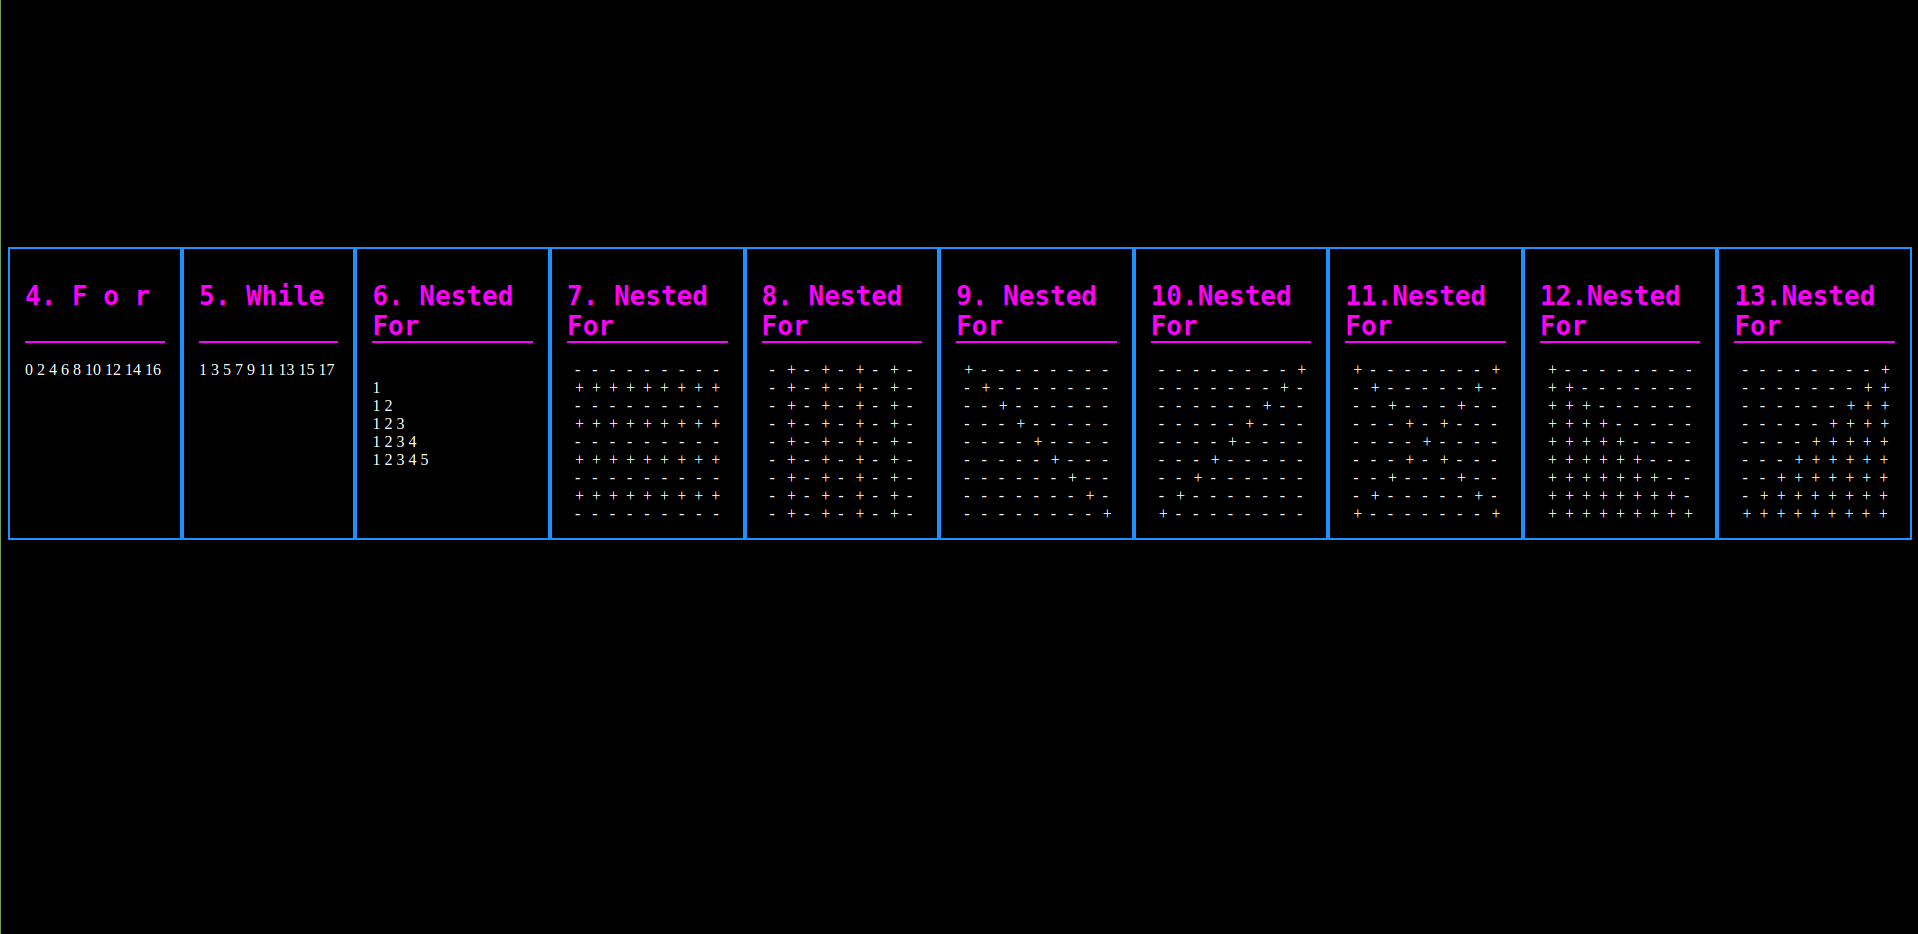 4. F o r
0 2 4 6 8 10 12 14 16
5. While
1 3 5 7 9 11 13 15 17
6. Nested
For
1
1 2
1 2 3
1 2 3 4
1 2 3 4 5
7. Nested
For
- - - - - - - - -
+ + + + + + + + +
- - - - - - - - -
+ + + + + + + + +
- - - - - - - - -
+ + + + + + + + +
- - - - - - - - -
+ + + + + + + + +
- - - - - - - - -
8. Nested
For
- + - + - + - + -
- + - + - + - + -
- + - + - + - + -
- + - + - + - + -
- + - + - + - + -
- + - + - + - + -
- + - + - + - + -
- + - + - + - + -
- + - + - + - + -
9. Nested
For
+ - - - - - - - -
- + - - - - - - -
- - + - - - - - -
- - - + - - - - -
- - - - + - - - -
- - - - - + - - -
- - - - - - + - -
- - - - - - - + -
- - - - - - - - +
10.Nested
For
- - - - - - - - +
- - - - - - - + -
- - - - - - + - -
- - - - - + - - -
- - - - + - - - -
- - - + - - - - -
- - + - - - - - -
- + - - - - - - -
+ - - - - - - - -
11.Nested
For
+ - - - - - - - +
- + - - - - - + -
- - + - - - + - -
- - - + - + - - -
- - - - + - - - -
- - - + - + - - -
- - + - - - + - -
- + - - - - - + -
+ - - - - - - - +
12.Nested
For
+ - - - - - - - -
+ + - - - - - - -
+ + + - - - - - -
+ + + + - - - - -
+ + + + + - - - -
+ + + + + + - - -
+ + + + + + + - -
+ + + + + + + + -
+ + + + + + + + +
13.Nested
For
- - - - - - - - +
- - - - - - - + +
- - - - - - + + +
- - - - - + + + +
- - - - + + + + +
- - - + + + + + +
- - + + + + + + +
- + + + + + + + +
+ + + + + + + + +